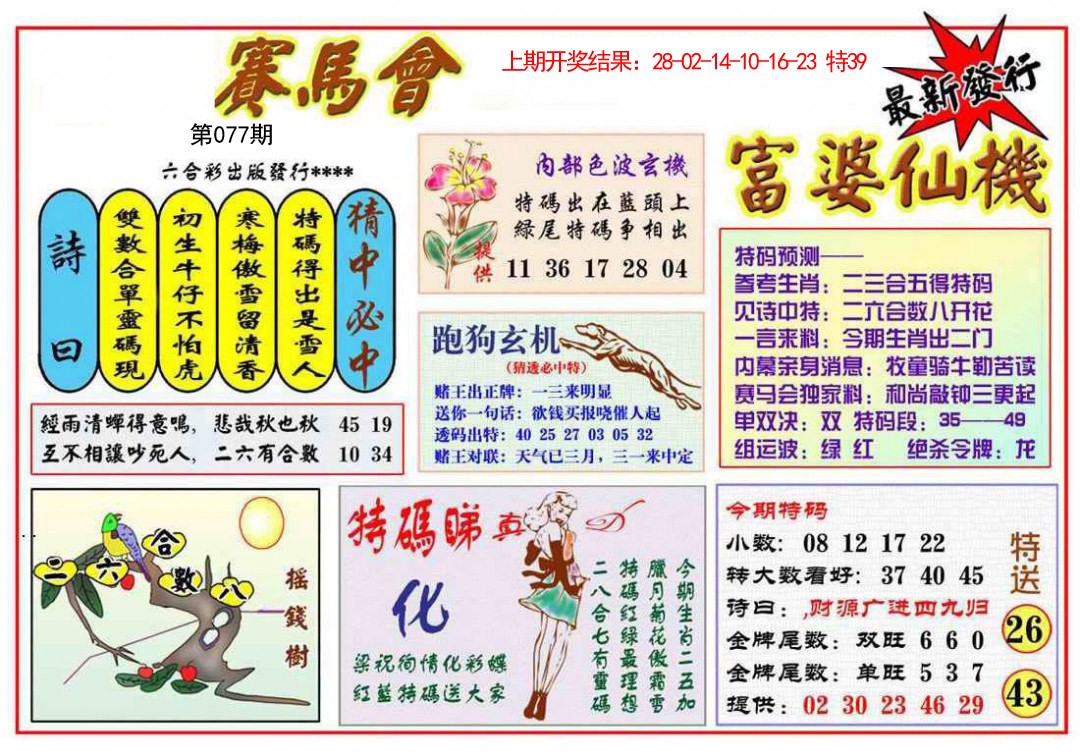 賽馬會
上期开奖结果：28-02-14-10-16-23 特39
最新發行
第077期
六合彩出版發行****
富婆仙機
猜中必中
特碼得出是雪人
寒梅傲雪留清香
初生牛仔不怕虎
雙數合單靈碼現
詩曰
經雨清蟬得意鳴，悲哉秋也秋 45 19
互不相讓吵死人，二六有合數 10 34
内部色波玄機
特碼出在藍頭上
緑尾特碼爭相出
提供
11 36 17 28 04
跑狗玄机
（猜透必中特）
赌王出正牌：一三来明显
送你一句话：欲钱买报晓催人起
透码出特：40 25 27 03 05 32
赌王对联：天气已三月，三一来中定
特码预测——
参考生肖：二三合五得特码
见诗中特：二六合数八开花
一言来料：今期生肖出二门
内幕亲身消息：牧童骑牛勒苦读
赛马会独家料：和尚敲钟三更起
单双决：双 特码段：35——49
组运波：绿 红 绝杀令牌：龙
二六合數八
搖錢樹
特碼睇真D
化
梁祝徇情化彩蝶
紅藍特碼送大家
今期生肖二五加
臘月菊花傲霜雪
特碼紅緑最理想
二八合七有靈碼
今期特码
小数：08 12 17 22
转大数看好：37 40 45
诗曰：,财源广进四九归
金牌尾数：双旺 6 6 0
金牌尾数：单旺 5 3 7
提供：02 30 23 46 29
特送
26
43